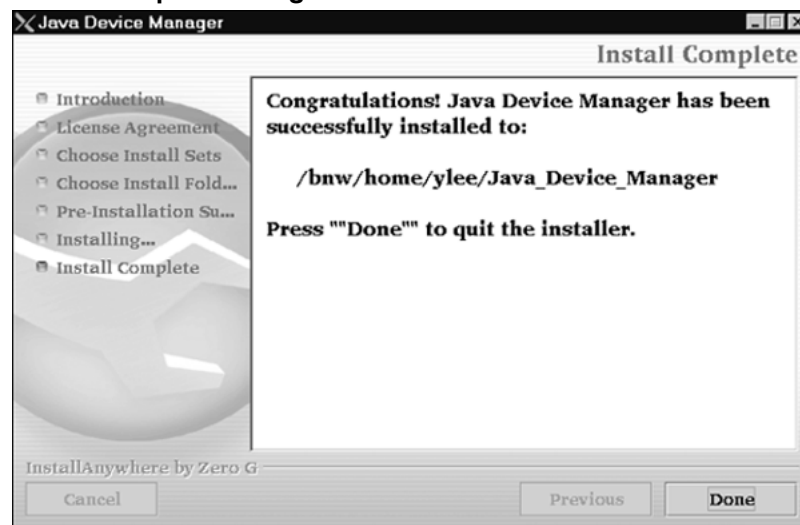 Java Device Manager
Install Complete
Introduction
License Agreement
Choose Install Sets
Choose Install Fold...
Pre-Installation Su...
Installing...
Install Complete
Congratulations! Java Device Manager has been
successfully installed to:
/bnw/home/ylee/Java_Device_Manager
Press ""Done"" to quit the installer.
InstallAnywhere by Zero G
Cancel
Previous
Done